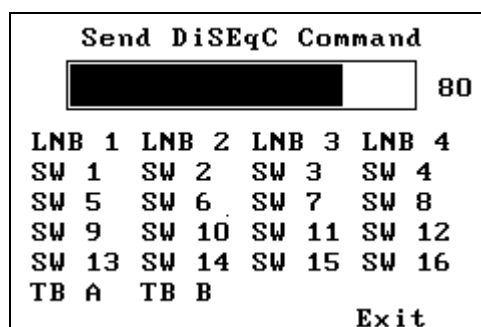 Send DiSEqC Command
80
LNB 1 LNB 2 LNB 3 LNB 4
SW 1 SW 2 SW 3 SW 4
SW 5 SW 6 SW 7 SW 8
SW 9 SW 10 SW 11 SW 12
SW 13 SW 14 SW 15 SW 16
TB A TB B
Exit